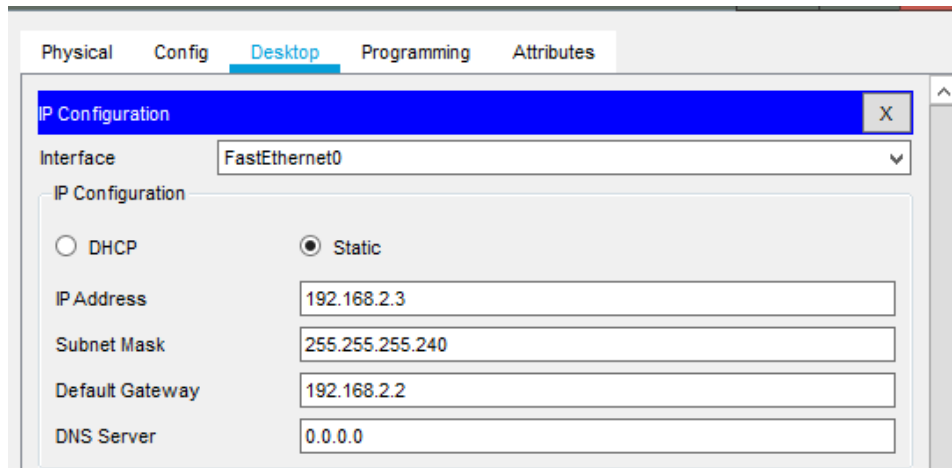 Physical Config Desktop Programming Attributes
IP Configuration X
Interface FastEthernet0
IP Configuration
DHCP Static
IP Address 192.168.2.3
Subnet Mask 255.255.255.240
Default Gateway 192.168.2.2
DNS Server 0.0.0.0